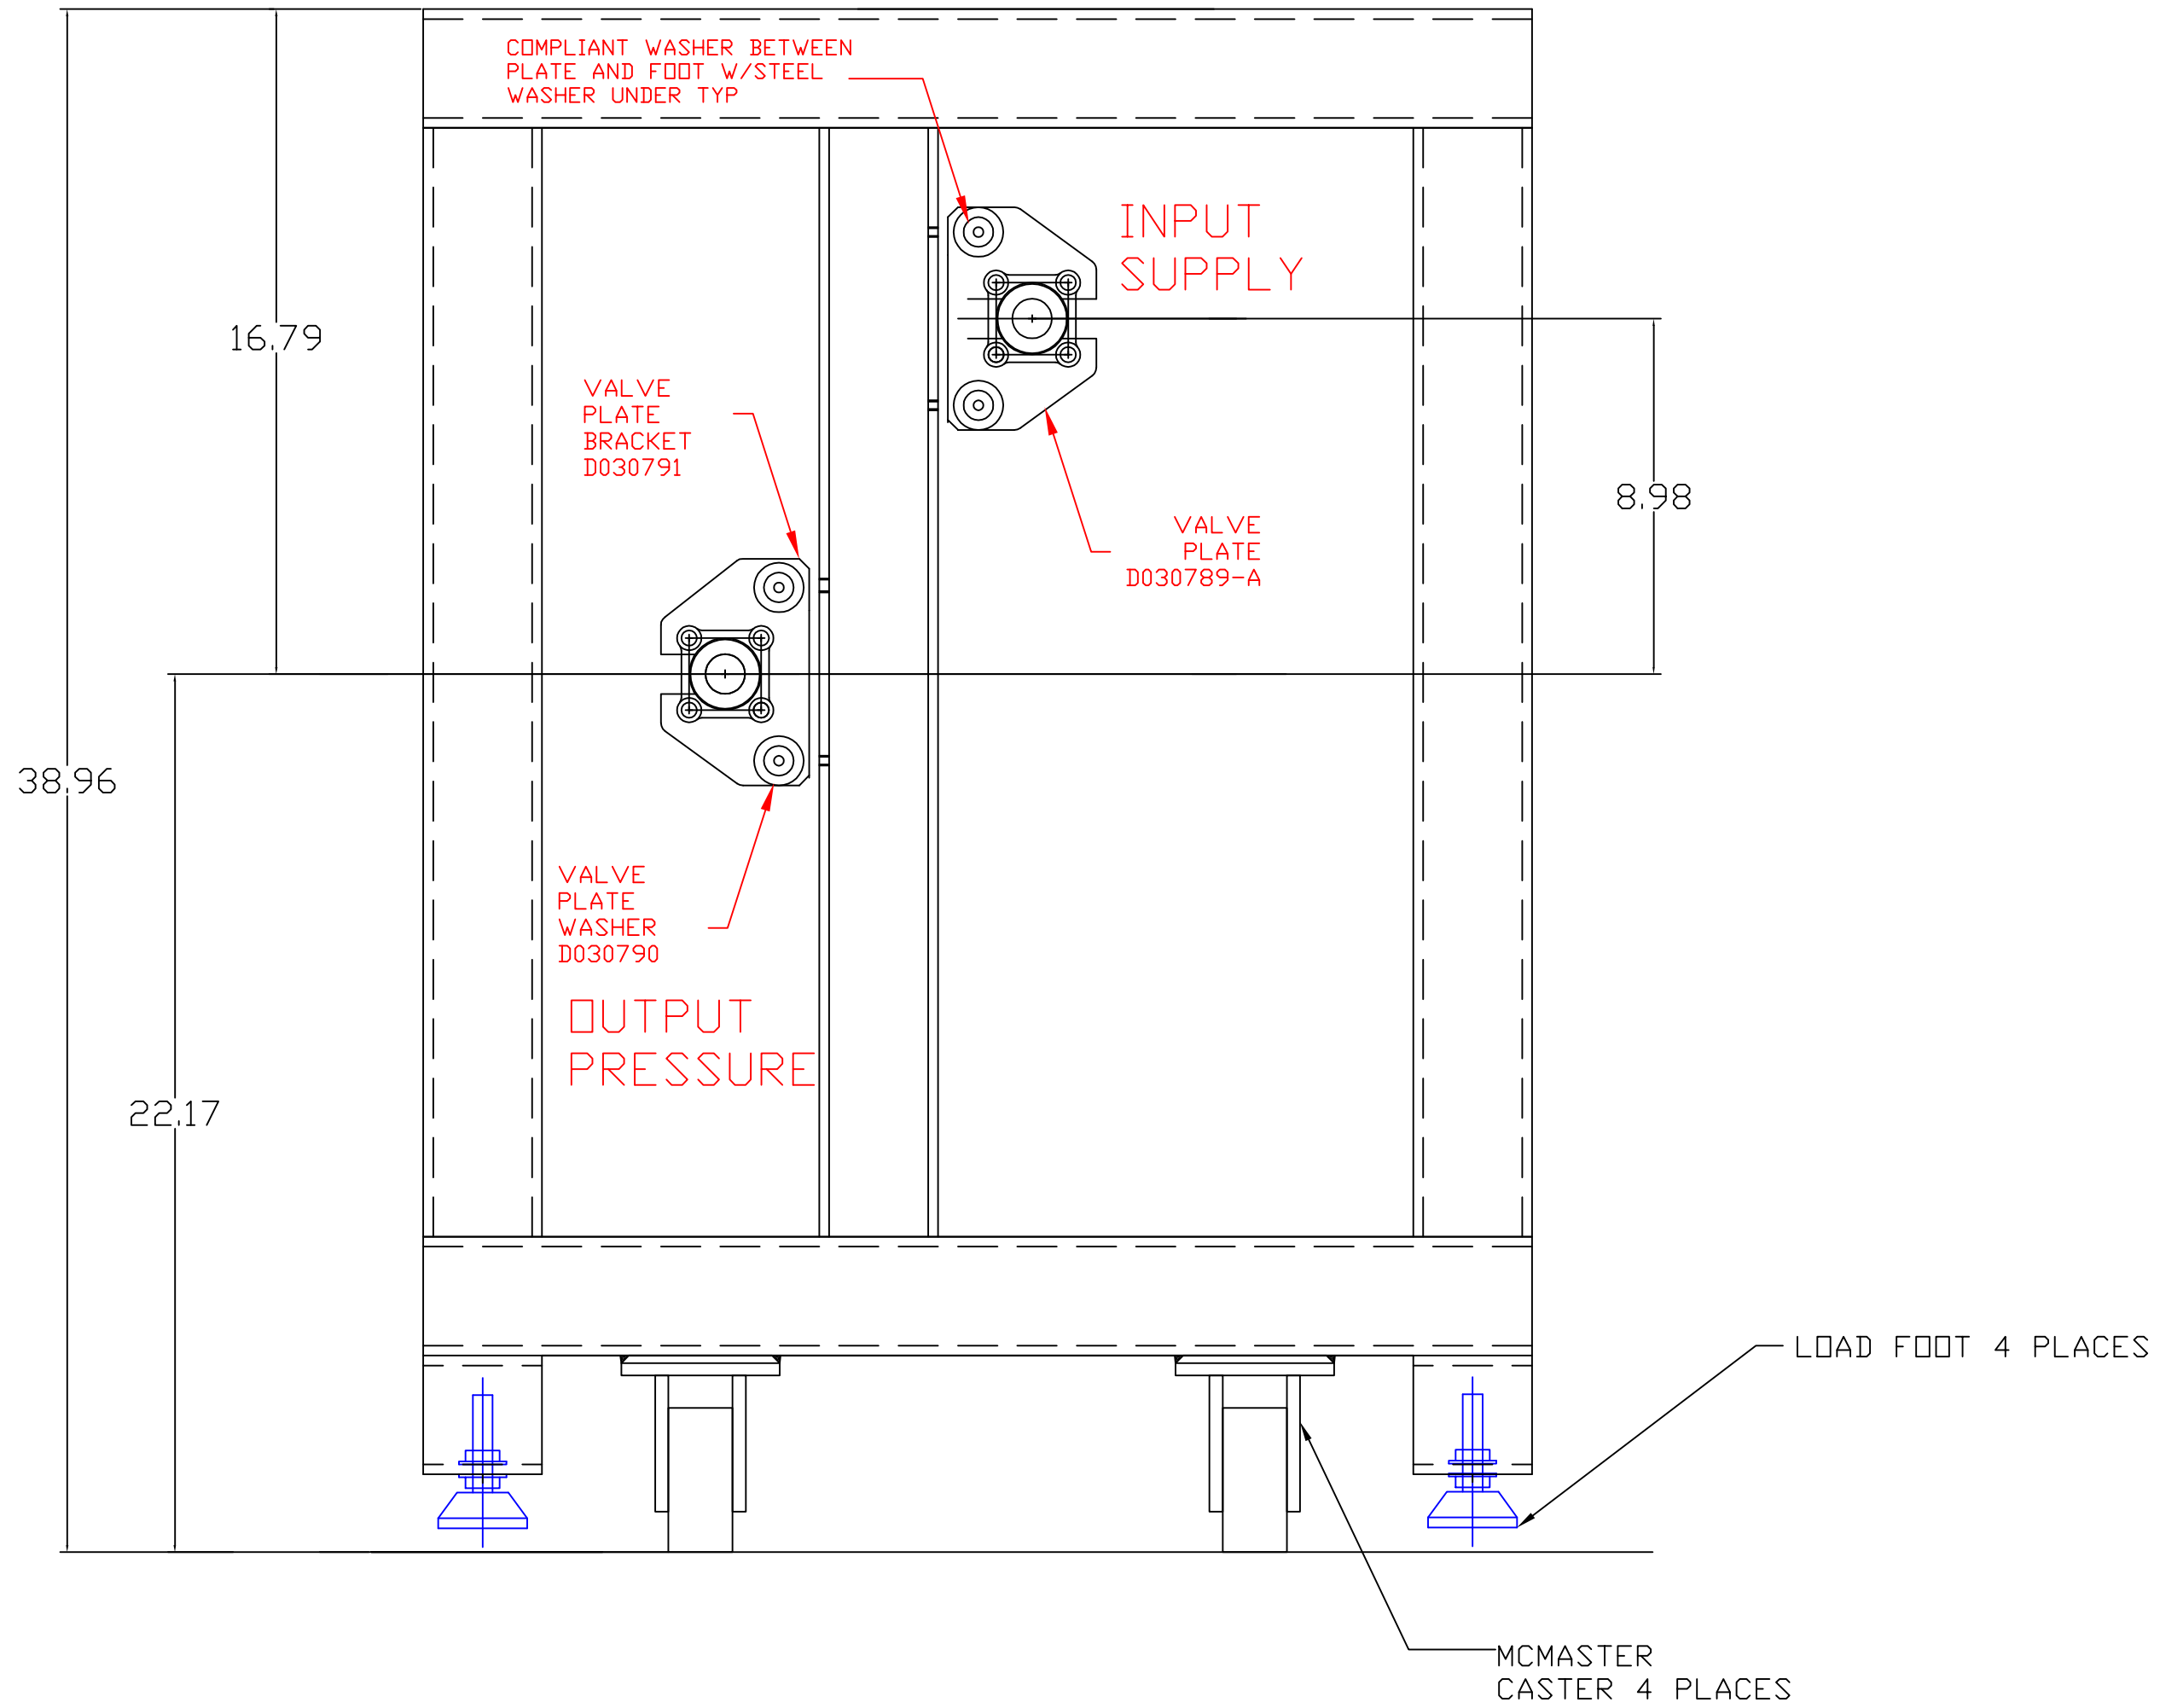 COMPLIANT WASHER BETWEEN
PLATE AND FOOT W/STEEL
WASHER UNDER TYP
INPUT
SUPPLY
16.79
VALVE
PLATE
BRACKET
D030791
8.98
VALVE
PLATE
D030789-A
38.96
VALVE
PLATE
WASHER
D030790
OUTPUT
PRESSURE
22.17
LOAD FOOT 4 PLACES
MCMASTER
CASTER 4 PLACES